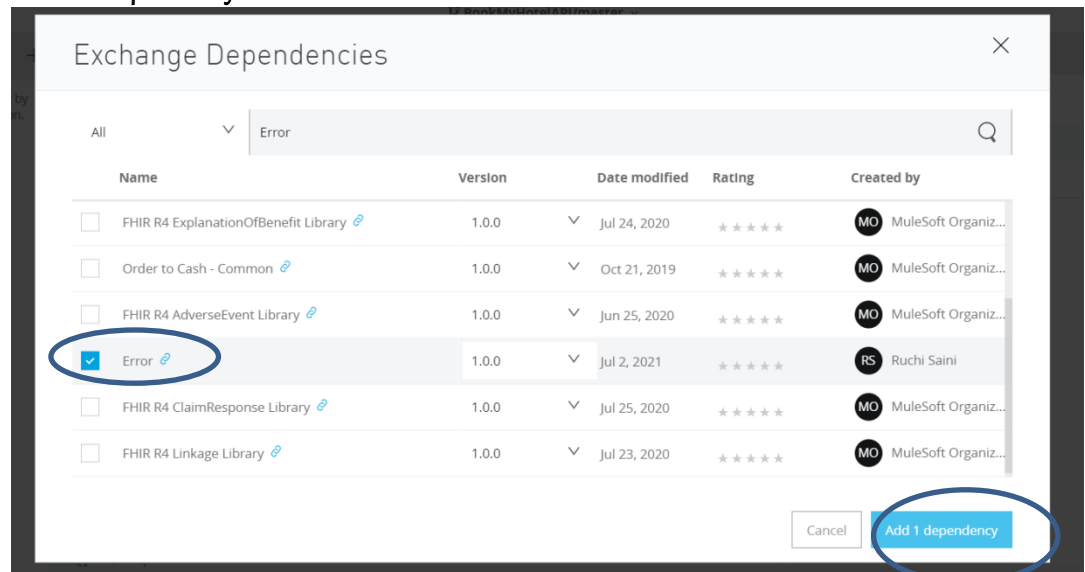 BookMyHotelAPI/master
Exchange Dependencies
by
All Error
Name Version Date modified Rating Created by
FHIR R4 ExplanationOfBenefit Library 1.0.0 Jul 24, 2020 MO MuleSoft Organiz...
Order to Cash - Common 1.0.0 Oct 21, 2019 MO MuleSoft Organiz...
FHIR R4 AdverseEvent Library 1.0.0 Jun 25, 2020 MO MuleSoft Organiz...
Error 1.0.0 Jul 2, 2021 RS Ruchi Saini
FHIR R4 ClaimResponse Library 1.0.0 Jul 25, 2020 MO MuleSoft Organiz...
FHIR R4 Linkage Library 1.0.0 Jul 23, 2020 MO MuleSoft Organiz...
Cancel Add 1 dependency